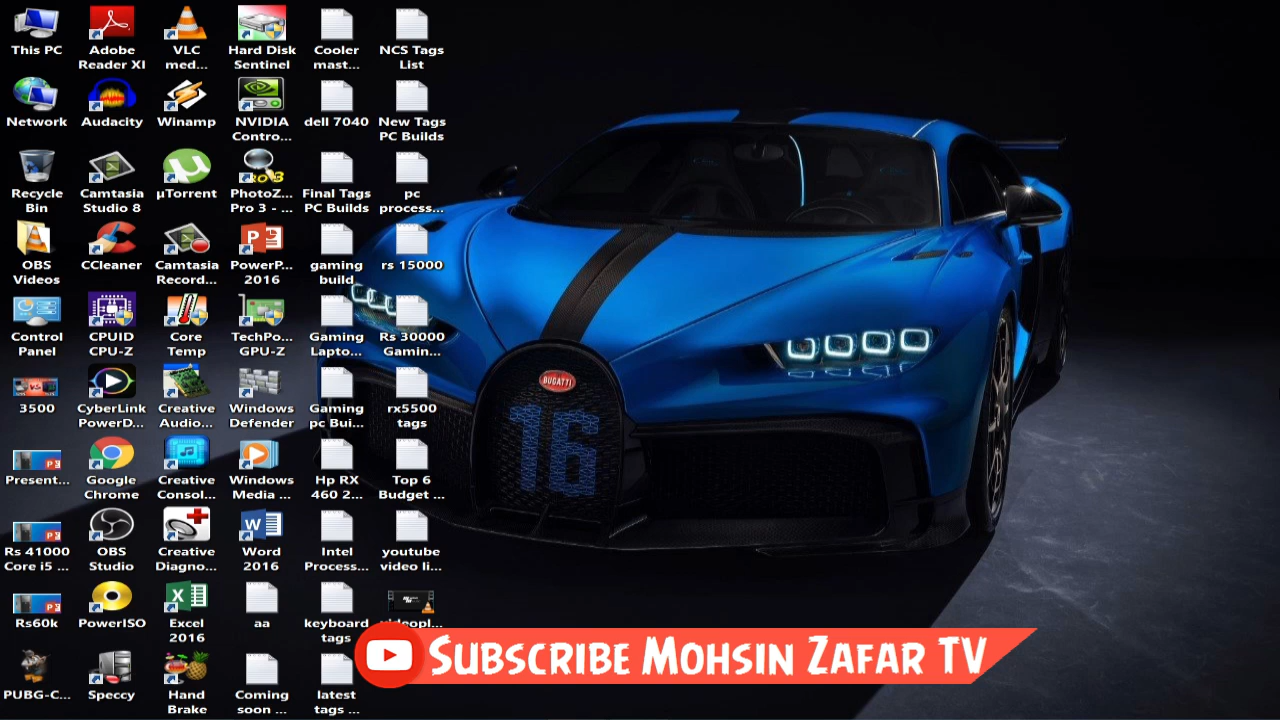 This PC
Adobe
Reader XI
VLC
med...
Hard Disk
Sentinel
Cooler
mast...
NCS Tags
List
Network
Audacity
Winamp
NVIDIA
Contro...
dell 7040
New Tags
PC Builds
Recycle
Bin
Camtasia
Studio 8
µTorrent
PhotoZ...
Pro 3 - ...
Final Tags
PC Builds
pc
process...
OBS
Videos
CCleaner
Camtasia
Record...
PowerP...
2016
gaming
build
rs 15000
Control
Panel
CPUID
CPU-Z
Core
Temp
TechPo...
GPU-Z
Gaming
Lapto...
Rs 30000
Gamin...
3500
CyberLink
PowerD...
Creative
Audio...
Windows
Defender
Gaming
pc Bui...
rx5500
tags
BUGATTI
16
Present...
Google
Chrome
Creative
Consol...
Windows
Media ...
Hp RX
460 2...
Top 6
Budget ...
Rs 41000
Core i5 ...
OBS
Studio
Creative
Diagno...
Word
2016
Intel
Process...
youtube
video li...
Rs60k
PowerISO
Excel
2016
aa
keyboard
tags
PUBG-C...
Speccy
Hand
Brake
Coming
soon ...
latest
tags ...
Subscribe Mohsin Zafar TV